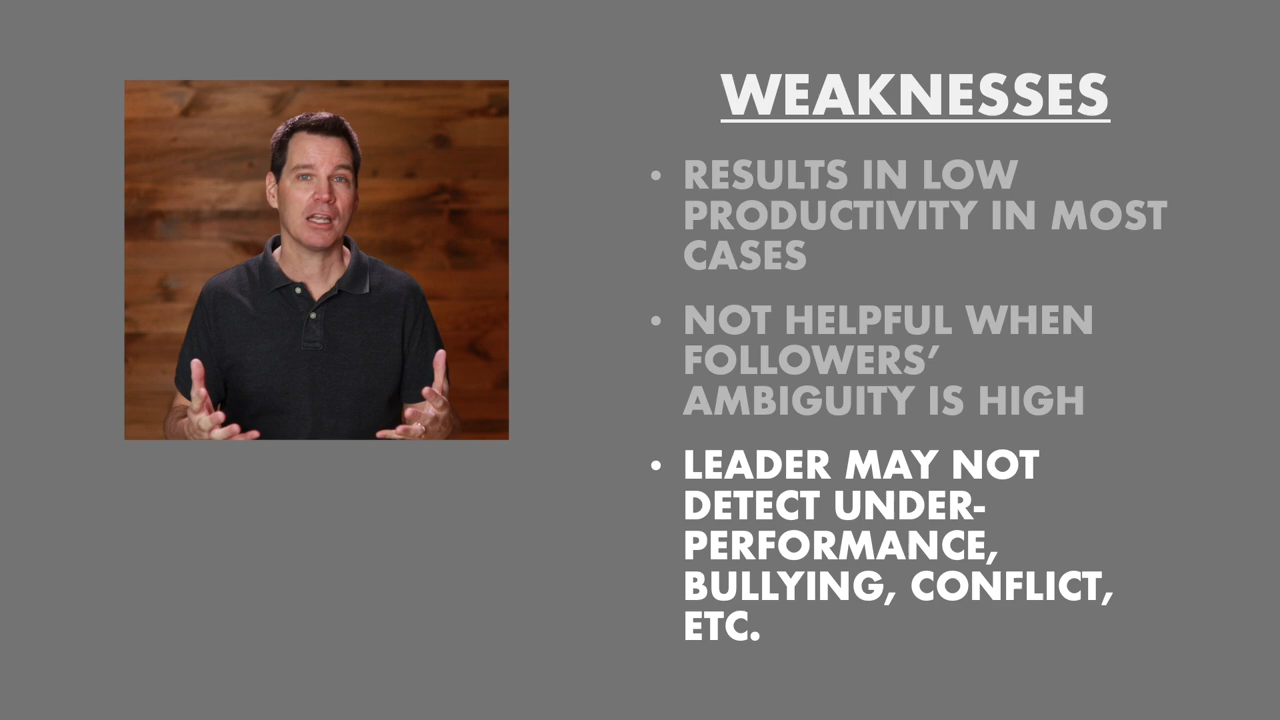 WEAKNESSES
• RESULTS IN LOW
PRODUCTIVITY IN MOST
CASES
• NOT HELPFUL WHEN
FOLLOWERS’
AMBIGUITY IS HIGH
• LEADER MAY NOT
DETECT UNDER-
PERFORMANCE,
BULLYING, CONFLICT,
ETC.